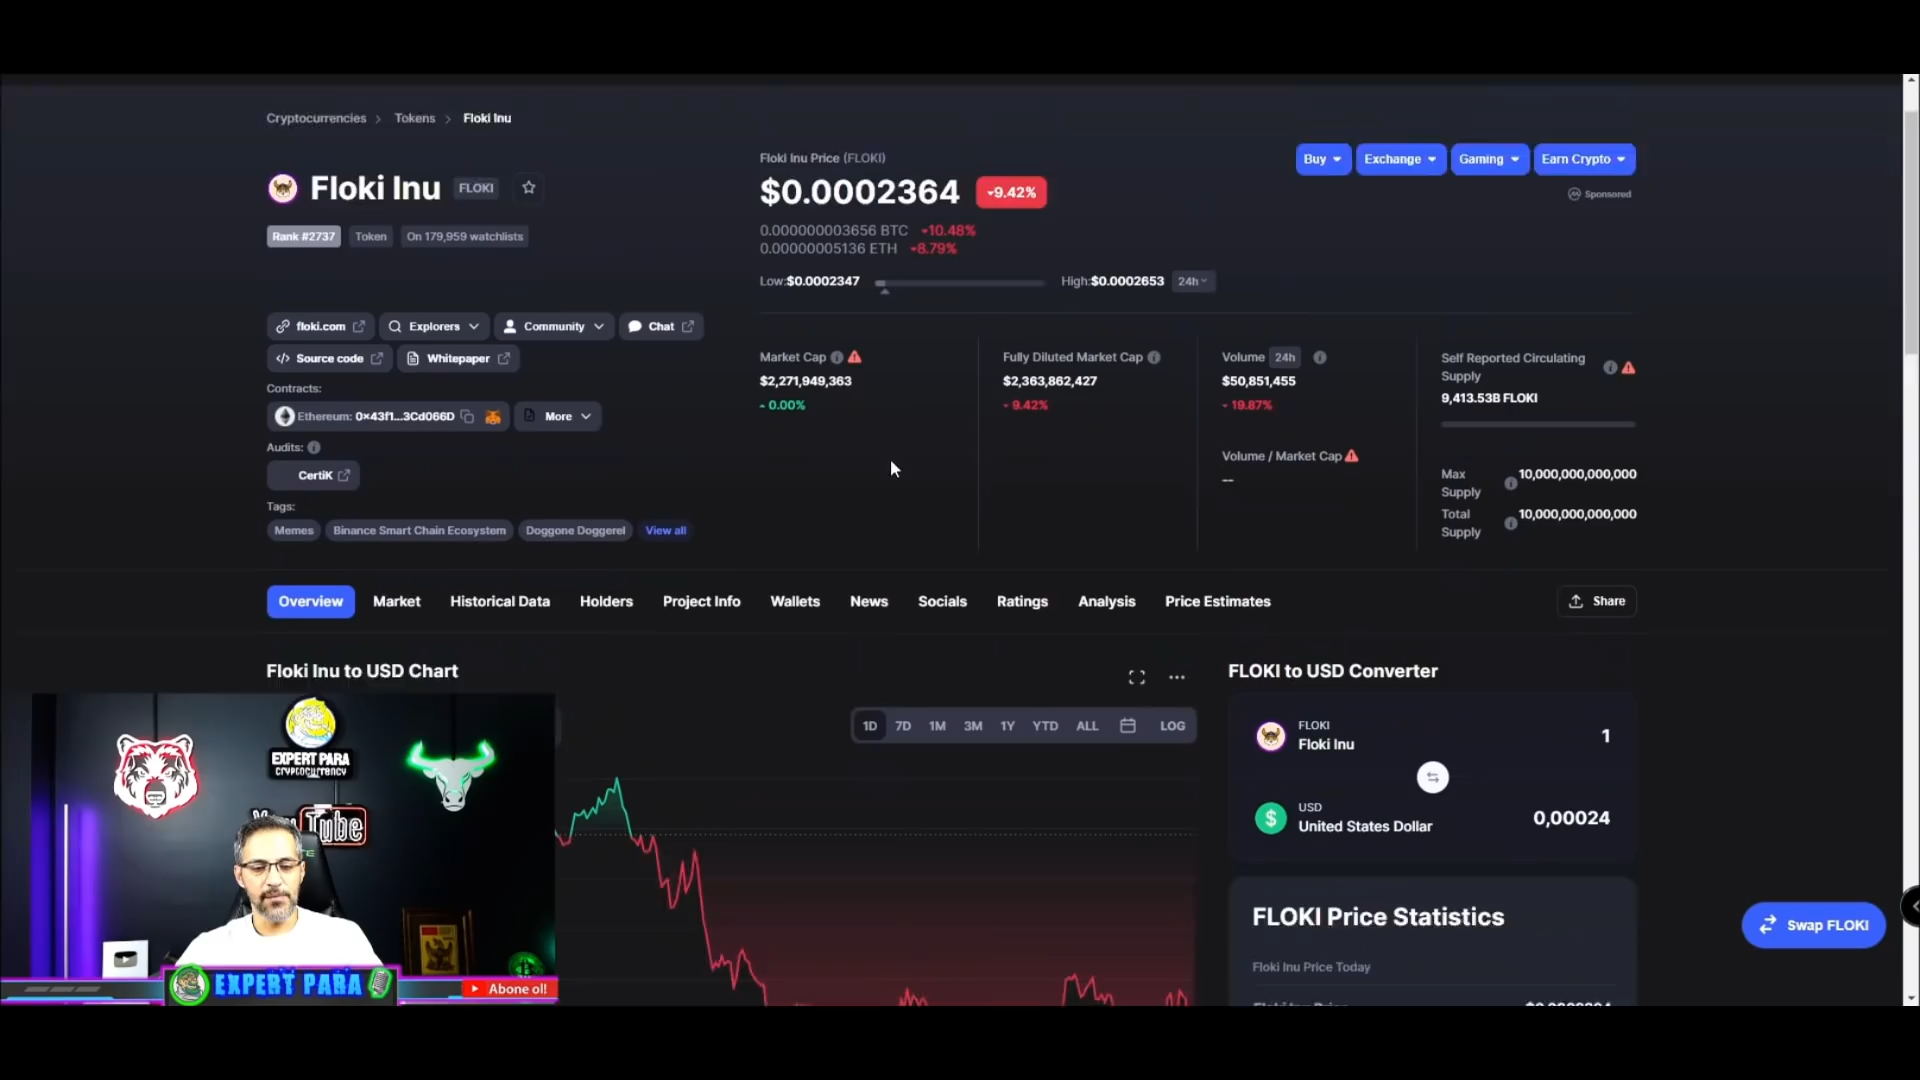 Cryptocurrencies > Tokens > Floki Inu
Floki Inu FLOKI
Rank #2737 Token On 179,959 watchlists
floki.com Explorers Community Chat
Source code Whitepaper
Contracts:
Ethereum: 0x43f1...3Cd066D More
Audits:
CertiK
Tags:
Memes Binance Smart Chain Ecosystem Doggone Doggerel View all
Floki Inu Price (FLOKI)
$0.0002364 -9.42%
0.000000003656 BTC -10.48%
0.00000005136 ETH -8.79%
Low:$0.0002347 High:$0.0002653 24h
Buy Exchange Gaming Earn Crypto
Sponsored
Market Cap
$2,271,949,363
0.00%
Fully Diluted Market Cap
$2,363,862,427
9.42%
Volume 24h
$50,851,455
19.87%
Volume / Market Cap
--
Self Reported Circulating
Supply
9,413.53B FLOKI
Max
Supply
10,000,000,000,000
Total
Supply
10,000,000,000,000
Overview Market Historical Data Holders Project Info Wallets News Socials Ratings Analysis Price Estimates Share
Floki Inu to USD Chart
1D 7D 1M 3M 1Y YTD ALL LOG
FLOKI to USD Converter
FLOKI
Floki Inu
1
USD
United States Dollar
0,00024
FLOKI Price Statistics
Floki Inu Price Today
Swap FLOKI
EXPERT PARA
CRYPTOCURRENCY
Tube
EXPERT PARA
Abone ol!